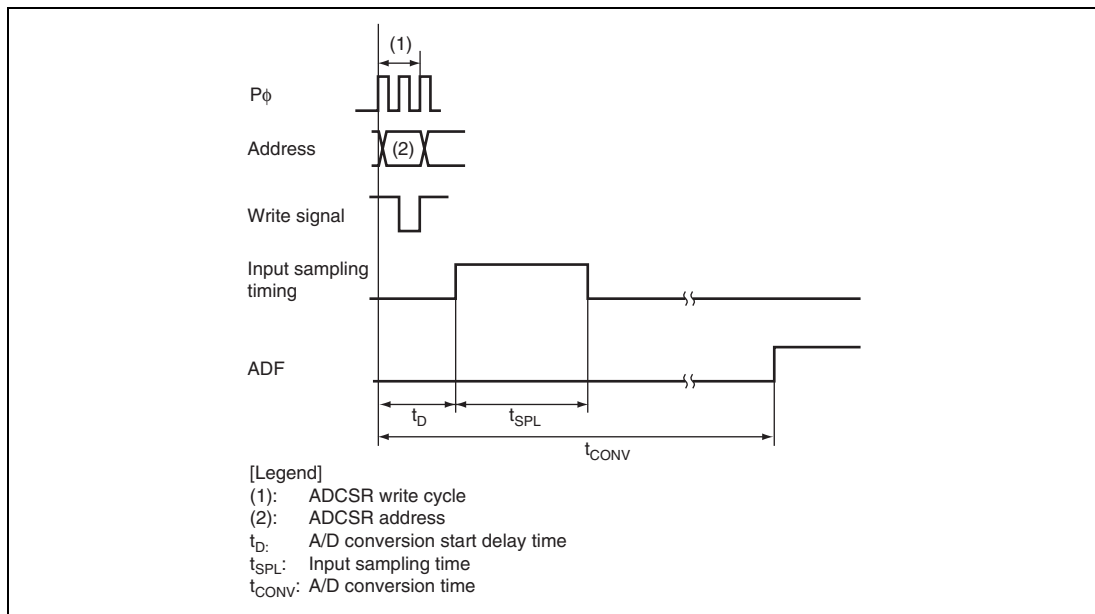 (1)
Pϕ
Address
(2)
Write signal
Input sampling
timing
ADF
tD
tSPL
tCONV
[Legend]
(1): ADCSR write cycle
(2): ADCSR address
tD: A/D conversion start delay time
tSPL: Input sampling time
tCONV: A/D conversion time